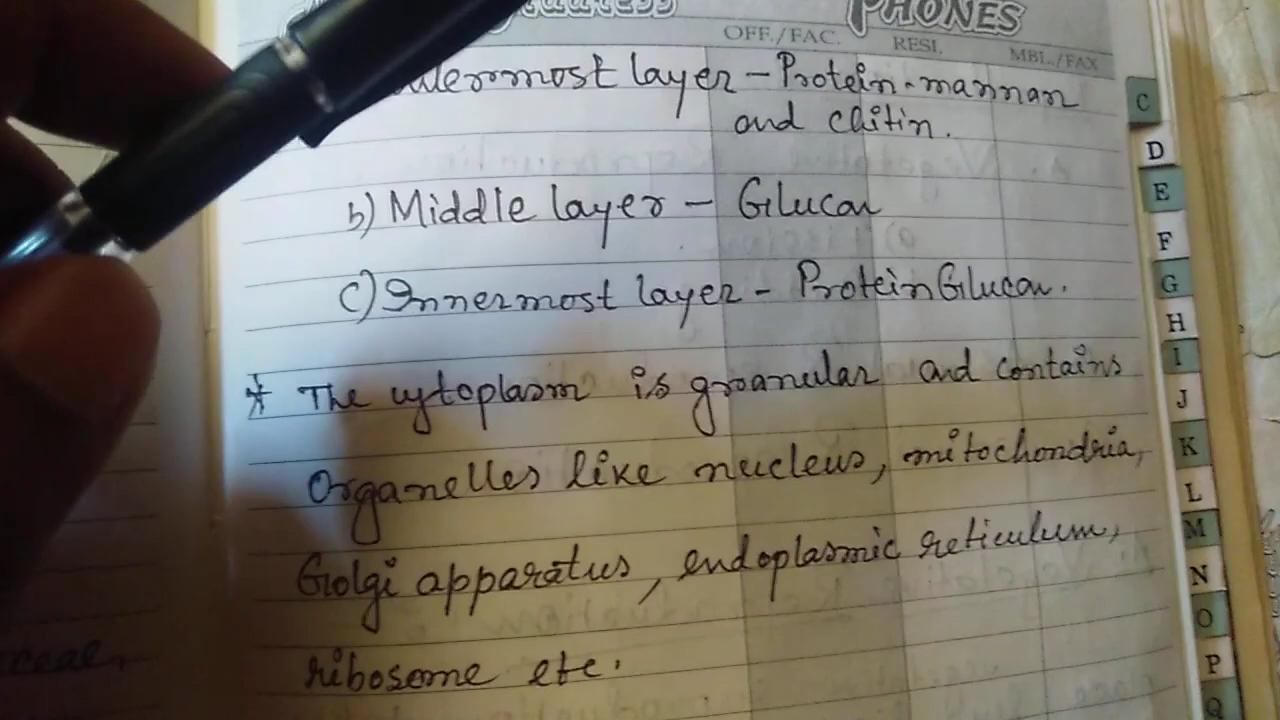 PHONES
OFF./FAC. RESI. MBL./FAX
layer - Protein-mannan
and chitin.
b) Middle layer - Glucan
c) Innermost layer - Protein Glucan.
* The cytoplasm is granular and contains
Organelles like nucleus, mitochondria,
Golgi apparatus, endoplasmic reticulum,
ribosome etc.
C
D
E
F
G
H
I
J
K
L
M
N
O
P
Q